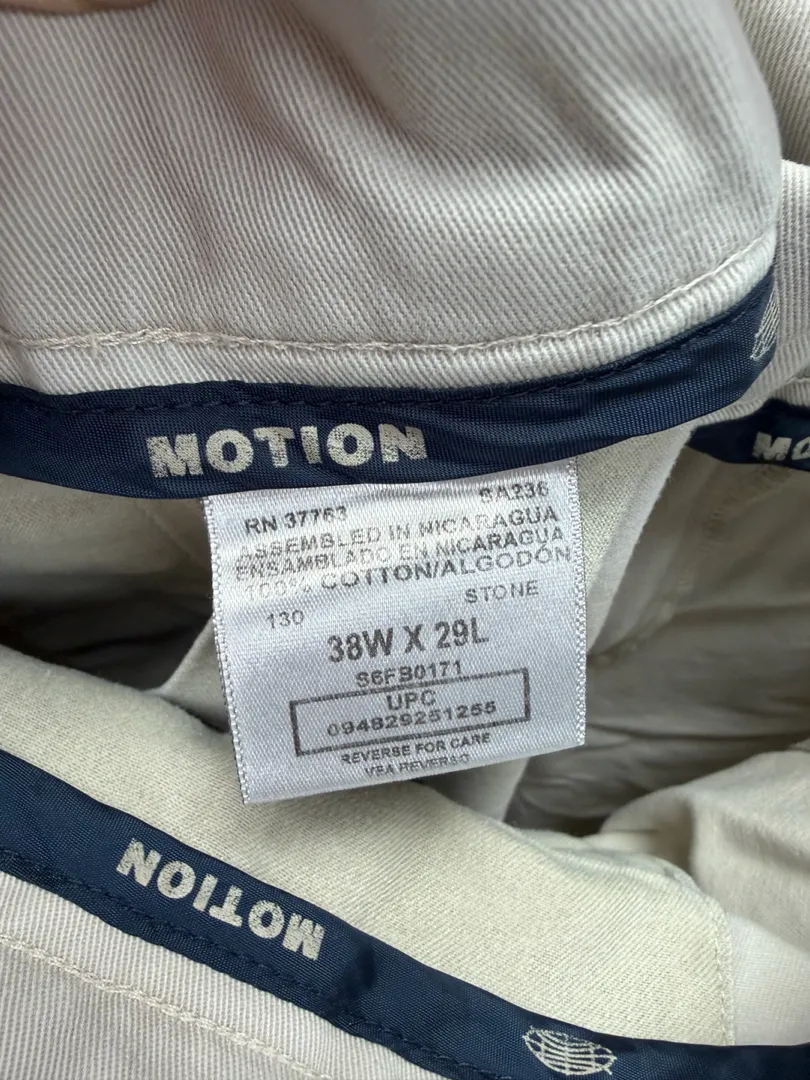 MOTION
MO
RN 37763 SA236
ASSEMBLED IN NICARAGUA
ENSAMBLADO EN NICARAGUA
100% COTTON/ALGODÓN
130 STONE
38W X 29L
S6FB0171
UPC
094829251255
REVERSE FOR CARE
VEA REVERSO
MOTION